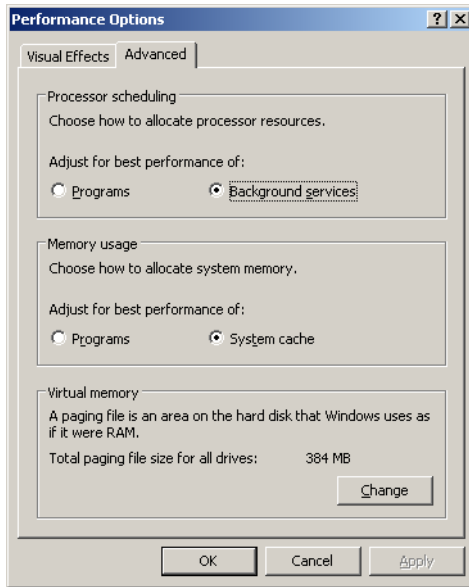 Performance Options
Visual Effects
Advanced
Processor scheduling
Choose how to allocate processor resources.
Adjust for best performance of:
Programs
Background services
Memory usage
Choose how to allocate system memory.
Adjust for best performance of:
Programs
System cache
Virtual memory
A paging file is an area on the hard disk that Windows uses as
if it were RAM.
Total paging file size for all drives: 384 MB
Change
OK Cancel Apply